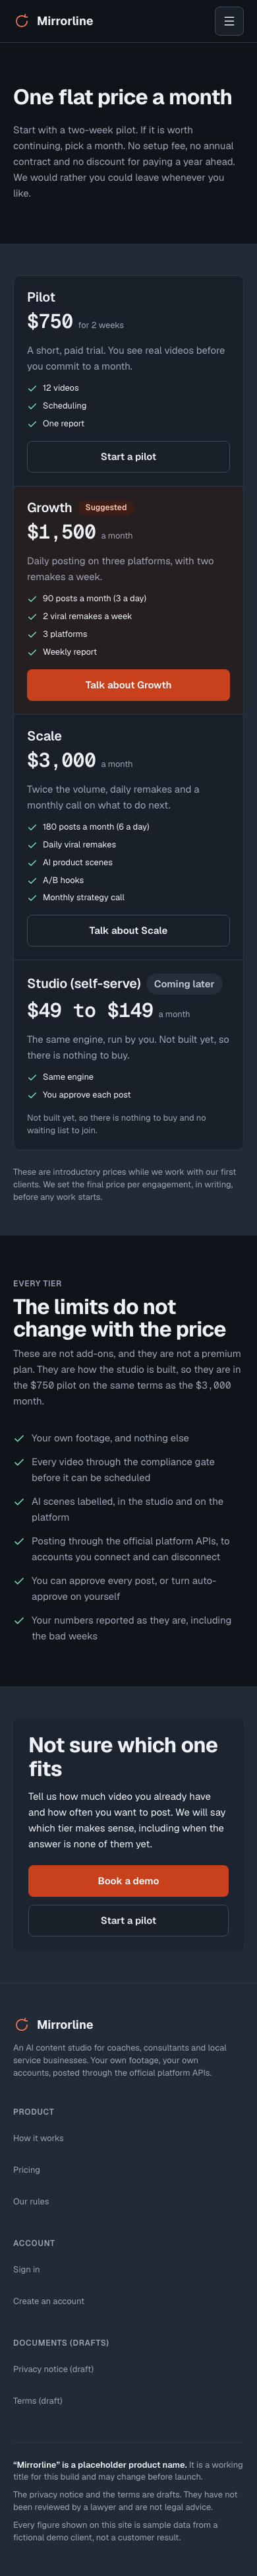 Mirrorline
One flat price a month
Start with a two-week pilot. If it is worth
continuing, pick a month. No setup fee, no annual
contract and no discount for paying a year ahead.
We would rather you could leave whenever you
like.
Pilot
$750 for 2 weeks
A short, paid trial. You see real videos before
you commit to a month.
12 videos
Scheduling
One report
Start a pilot
Growth Suggested
$1,500 a month
Daily posting on three platforms, with two
remakes a week.
90 posts a month (3 a day)
2 viral remakes a week
3 platforms
Weekly report
Talk about Growth
Scale
$3,000 a month
Twice the volume, daily remakes and a
monthly call on what to do next.
180 posts a month (6 a day)
Daily viral remakes
AI product scenes
A/B hooks
Monthly strategy call
Talk about Scale
Studio (self-serve) Coming later
$49 to $149 a month
The same engine, run by you. Not built yet, so
there is nothing to buy.
Same engine
You approve each post
Not built yet, so there is nothing to buy and no
waiting list to join.
These are introductory prices while we work with our first
clients. We set the final price per engagement, in writing,
before any work starts.
EVERY TIER
The limits do not
change with the price
These are not add-ons, and they are not a premium
plan. They are how the studio is built, so they are in
the $750 pilot on the same terms as the $3,000
month.
Your own footage, and nothing else
Every video through the compliance gate
before it can be scheduled
AI scenes labelled, in the studio and on the
platform
Posting through the official platform APIs, to
accounts you connect and can disconnect
You can approve every post, or turn auto-
approve on yourself
Your numbers reported as they are, including
the bad weeks
Not sure which one
fits
Tell us how much video you already have
and how often you want to post. We will say
which tier makes sense, including when the
answer is none of them yet.
Book a demo
Start a pilot
Mirrorline
An AI content studio for coaches, consultants and local
service businesses. Your own footage, your own
accounts, posted through the official platform APIs.
PRODUCT
How it works
Pricing
Our rules
ACCOUNT
Sign in
Create an account
DOCUMENTS (DRAFTS)
Privacy notice (draft)
Terms (draft)
“Mirrorline” is a placeholder product name. It is a working
title for this build and may change before launch.
The privacy notice and the terms are drafts. They have not
been reviewed by a lawyer and are not legal advice.
Every figure shown on this site is sample data from a
fictional demo client, not a customer result.